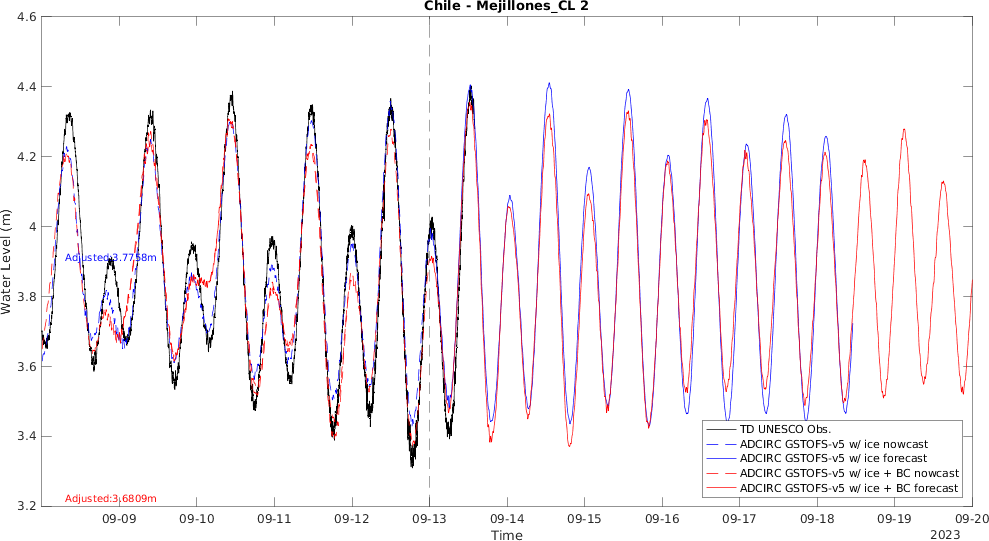 Chile - Mejillones_CL 2
4.6
4.4
4.2
4
3.8
3.6
3.4
3.2
Water Level (m)
Adjusted:3.7758m
Adjusted:3.6809m
TD UNESCO Obs.
ADCIRC GSTOFS-v5 w/ ice nowcast
ADCIRC GSTOFS-v5 w/ ice forecast
ADCIRC GSTOFS-v5 w/ ice + BC nowcast
ADCIRC GSTOFS-v5 w/ ice + BC forecast
09-09 09-10 09-11 09-12 09-13 09-14 09-15 09-16 09-17 09-18 09-19 09-20
Time
2023